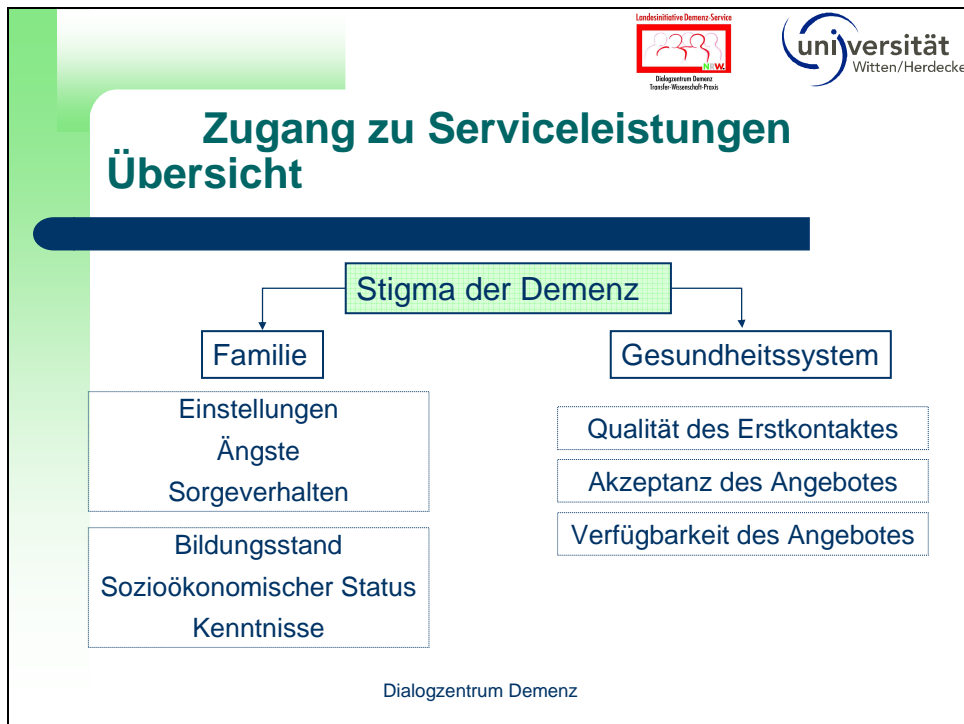 Landesinitiative Demenz-Service
NRW.
Dialogzentrum Demenz
Transfer-Wissenschaft-Praxis
universität
Witten/Herdecke
Zugang zu Serviceleistungen
Übersicht
Stigma der Demenz
Familie
Gesundheitssystem
Einstellungen
Ängste
Sorgeverhalten
Bildungsstand
Sozioökonomischer Status
Kenntnisse
Qualität des Erstkontaktes
Akzeptanz des Angebotes
Verfügbarkeit des Angebotes
Dialogzentrum Demenz